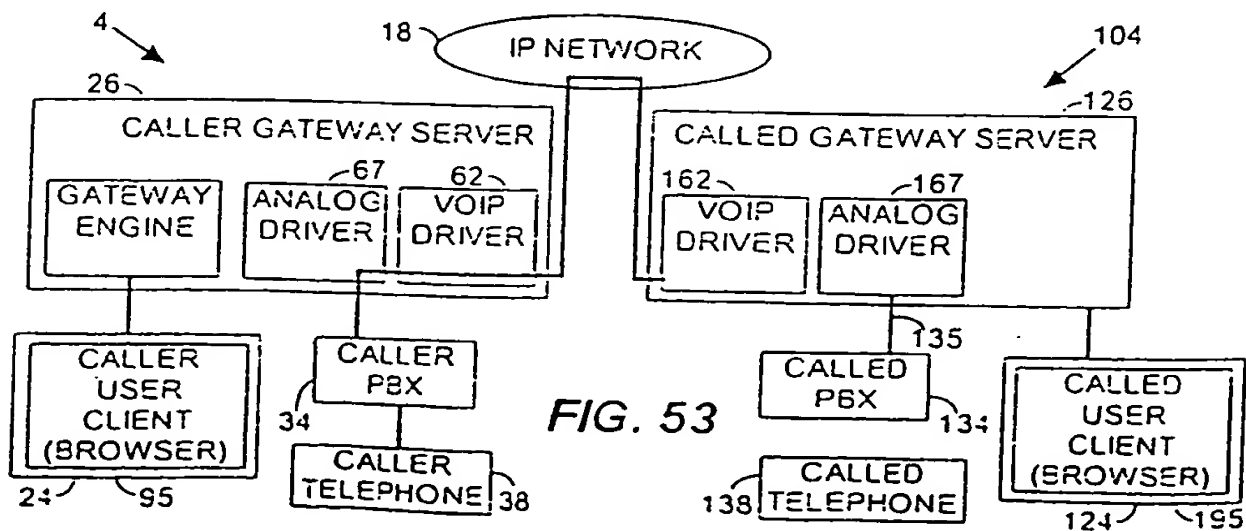 4
18
IP NETWORK
104
26
CALLER GATEWAY SERVER
GATEWAY
ENGINE
67
ANALOG
DRIVER
62
VOIP
DRIVER
126
CALLED GATEWAY SERVER
162
VOIP
DRIVER
167
ANALOG
DRIVER
CALLER
USER
CLIENT
(BROWSER)
24
95
CALLER
PBX
34
CALLER
TELEPHONE
38
FIG. 53
135
CALLED
PBX
134
CALLED
TELEPHONE
138
CALLED
USER
CLIENT
(BROWSER)
124
195